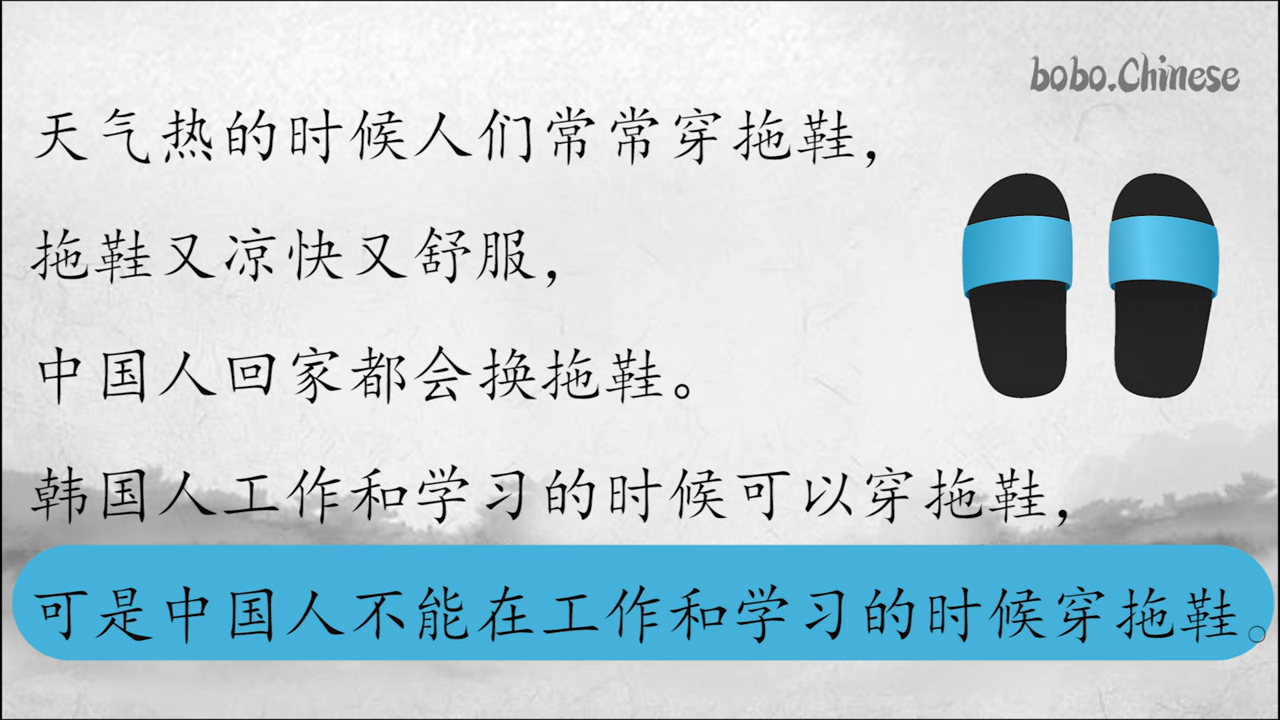 bobo.Chinese
天气热的时候人们常常穿拖鞋，
拖鞋又凉快又舒服，
中国人回家都会换拖鞋。
韩国人工作和学习的时候可以穿拖鞋，
可是中国人不能在工作和学习的时候穿拖鞋。